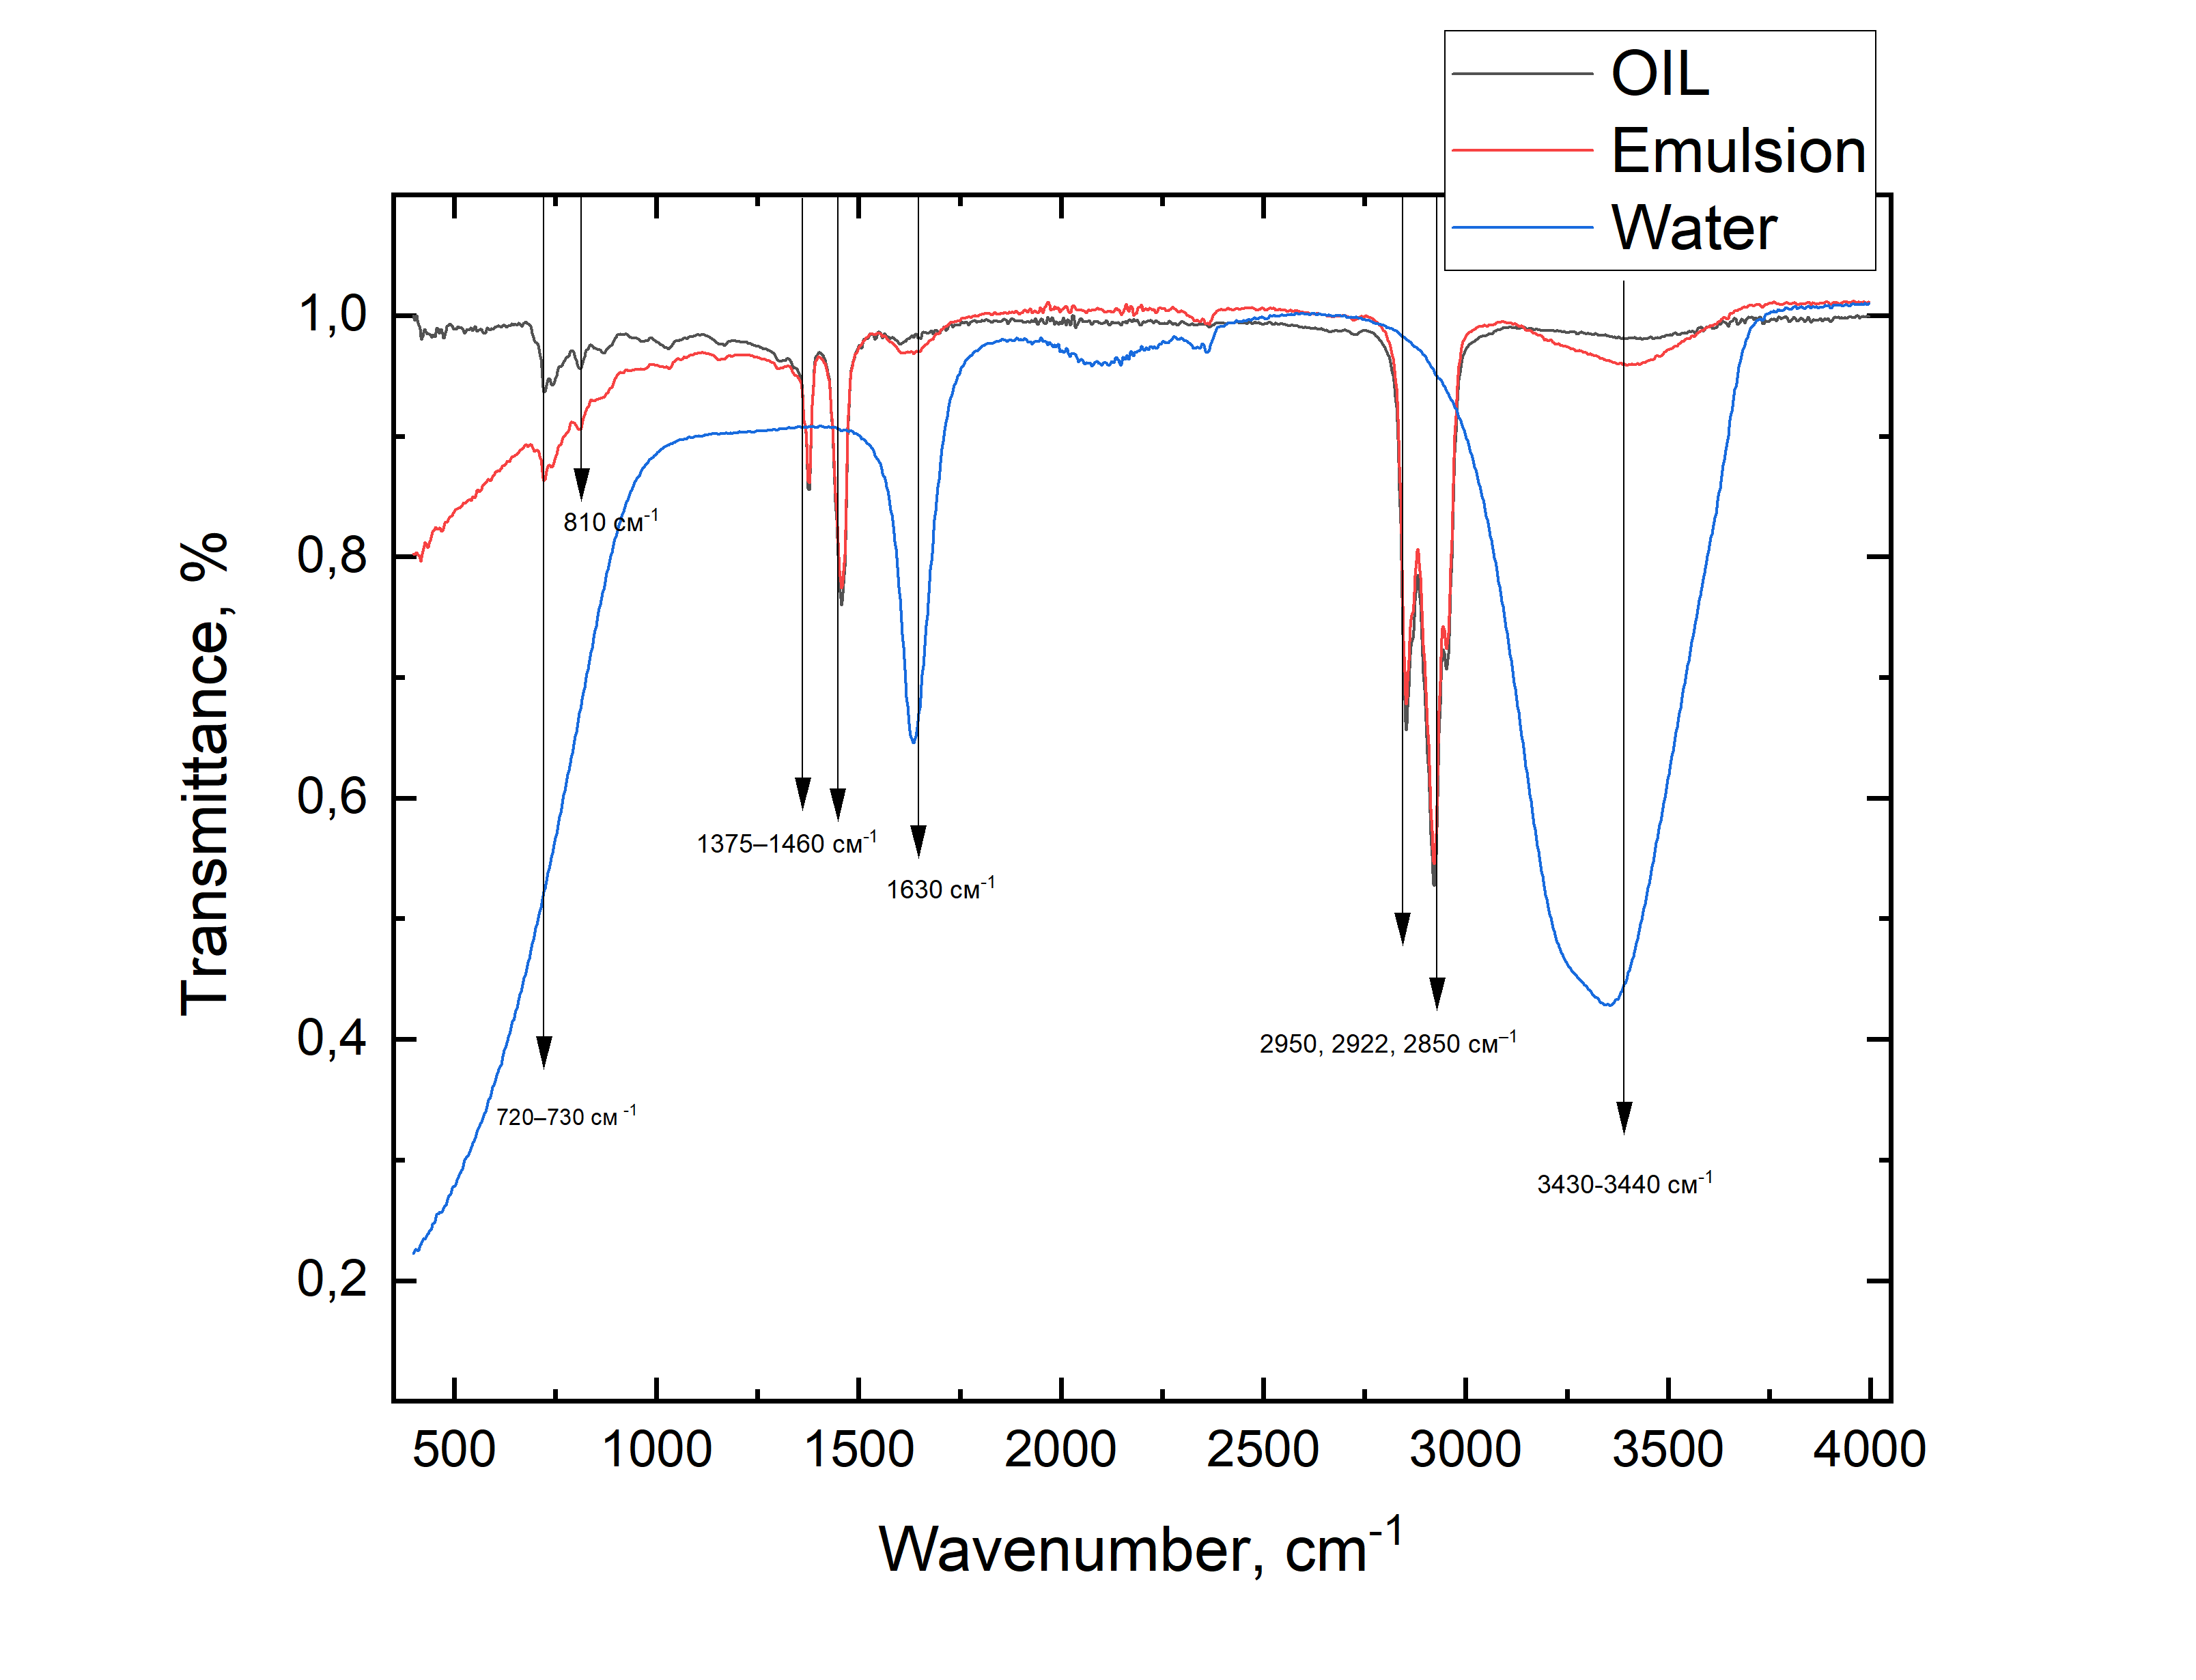 OIL
Emulsion
Water
Transmittance, %
1,0
0,8
0,6
0,4
0,2
810 см-1
1375–1460 см-1
1630 см-1
2950, 2922, 2850 см–1
720–730 см -1
3430-3440 см-1
500 1000 1500 2000 2500 3000 3500 4000
Wavenumber, cm-1